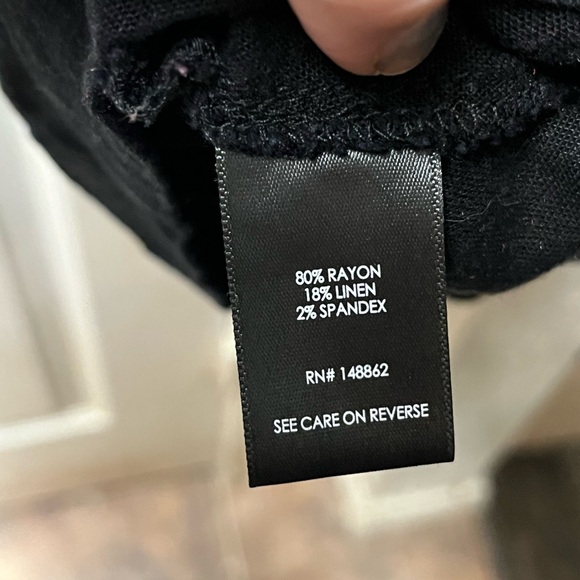 80% RAYON
18% LINEN
2% SPANDEX
RN# 148862
SEE CARE ON REVERSE